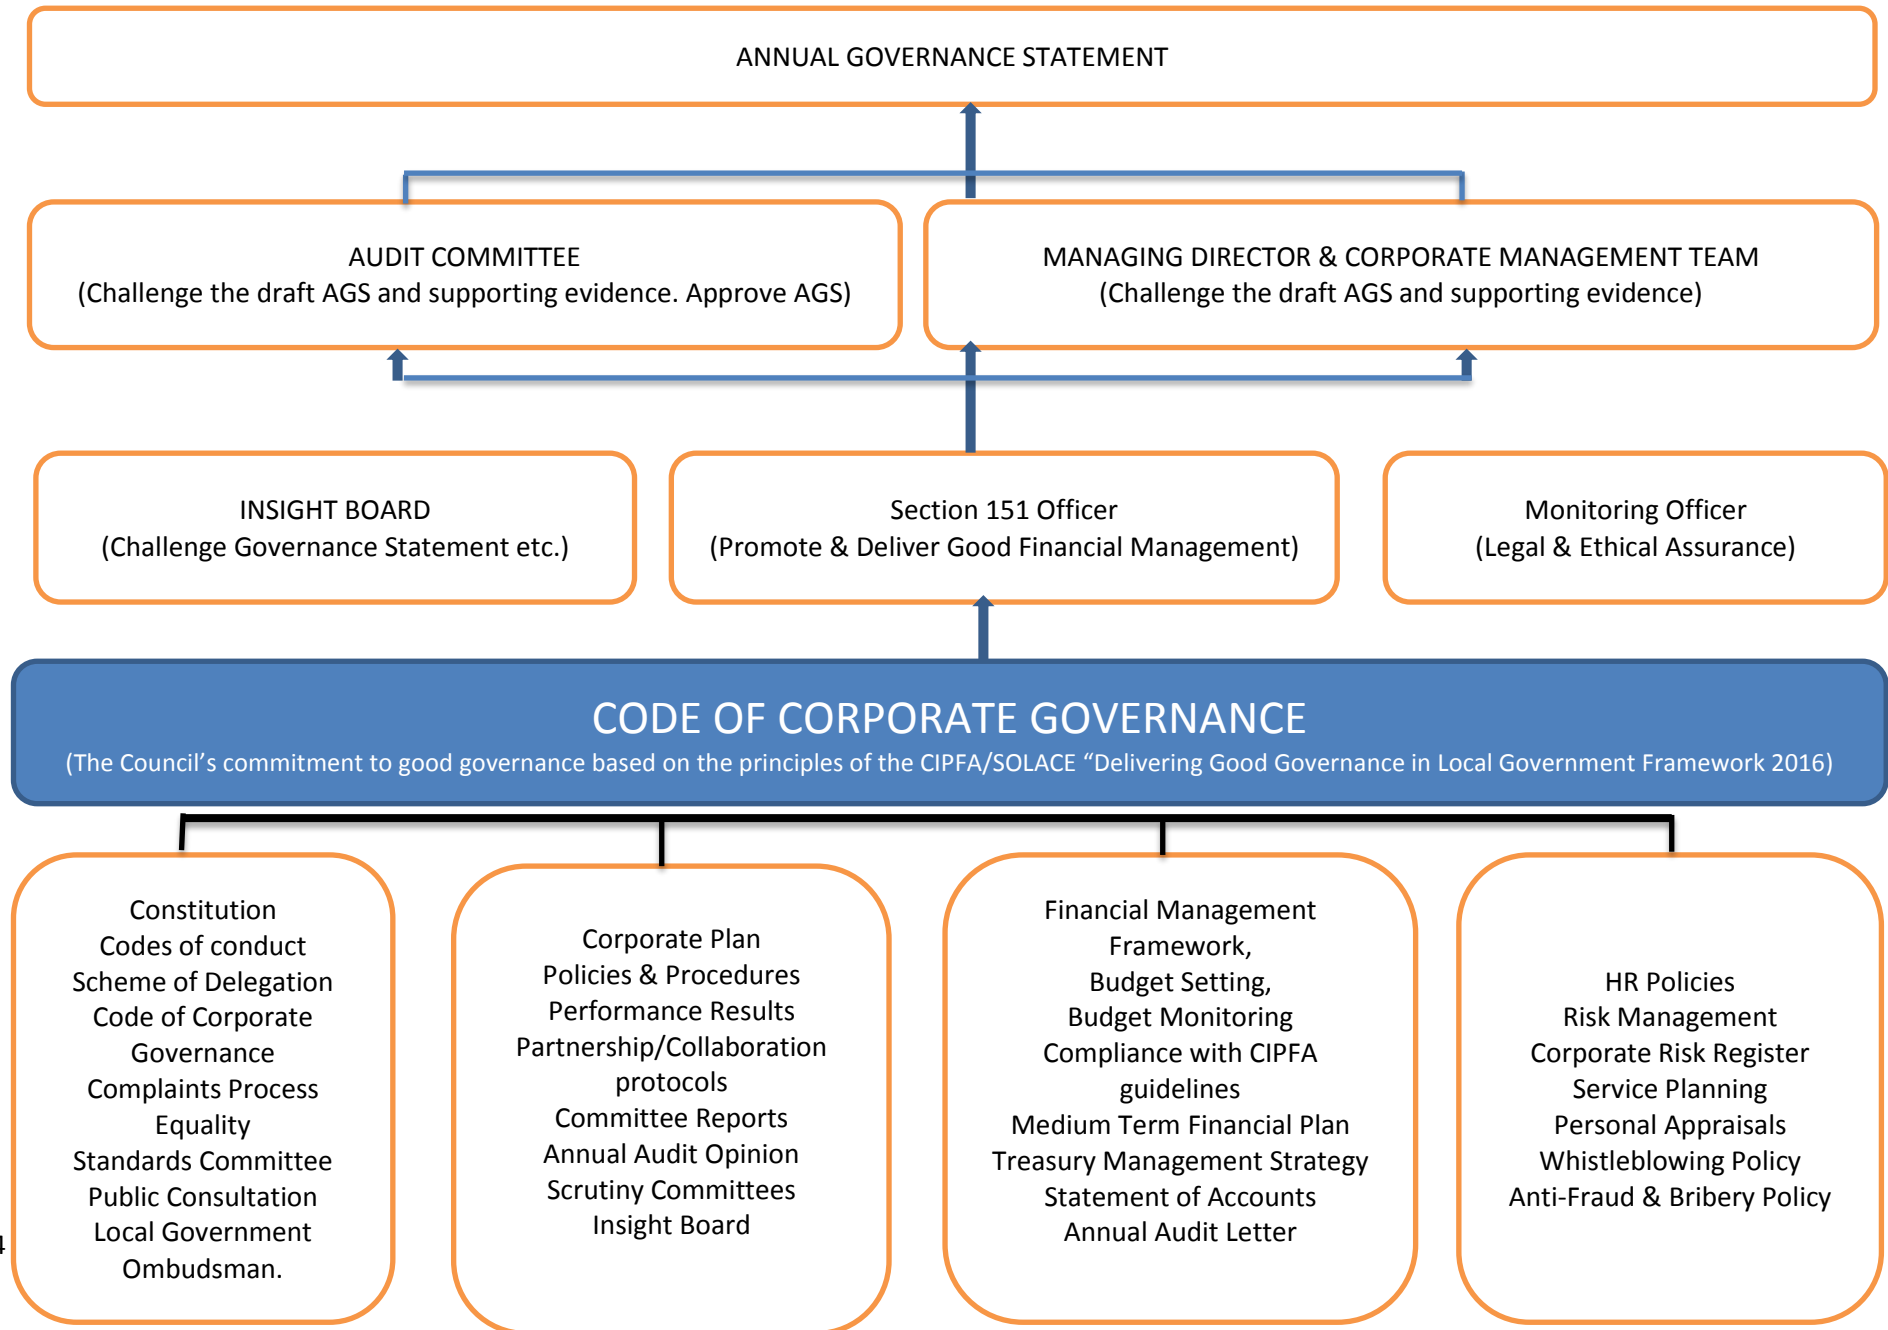 ANNUAL GOVERNANCE STATEMENT
AUDIT COMMITTEE
(Challenge the draft AGS and supporting evidence. Approve AGS)
MANAGING DIRECTOR & CORPORATE MANAGEMENT TEAM
(Challenge the draft AGS and supporting evidence)
INSIGHT BOARD
(Challenge Governance Statement etc.)
Section 151 Officer
(Promote & Deliver Good Financial Management)
Monitoring Officer
(Legal & Ethical Assurance)
CODE OF CORPORATE GOVERNANCE
(The Council’s commitment to good governance based on the principles of the CIPFA/SOLACE “Delivering Good Governance in Local Government Framework 2016)
Constitution
Codes of conduct
Scheme of Delegation
Code of Corporate
Governance
Complaints Process
Equality
Standards Committee
Public Consultation
Local Government
Ombudsman.
Corporate Plan
Policies & Procedures
Performance Results
Partnership/Collaboration
protocols
Committee Reports
Annual Audit Opinion
Scrutiny Committees
Insight Board
Financial Management
Framework,
Budget Setting,
Budget Monitoring
Compliance with CIPFA
guidelines
Medium Term Financial Plan
Treasury Management Strategy
Statement of Accounts
Annual Audit Letter
HR Policies
Risk Management
Corporate Risk Register
Service Planning
Personal Appraisals
Whistleblowing Policy
Anti-Fraud & Bribery Policy
4